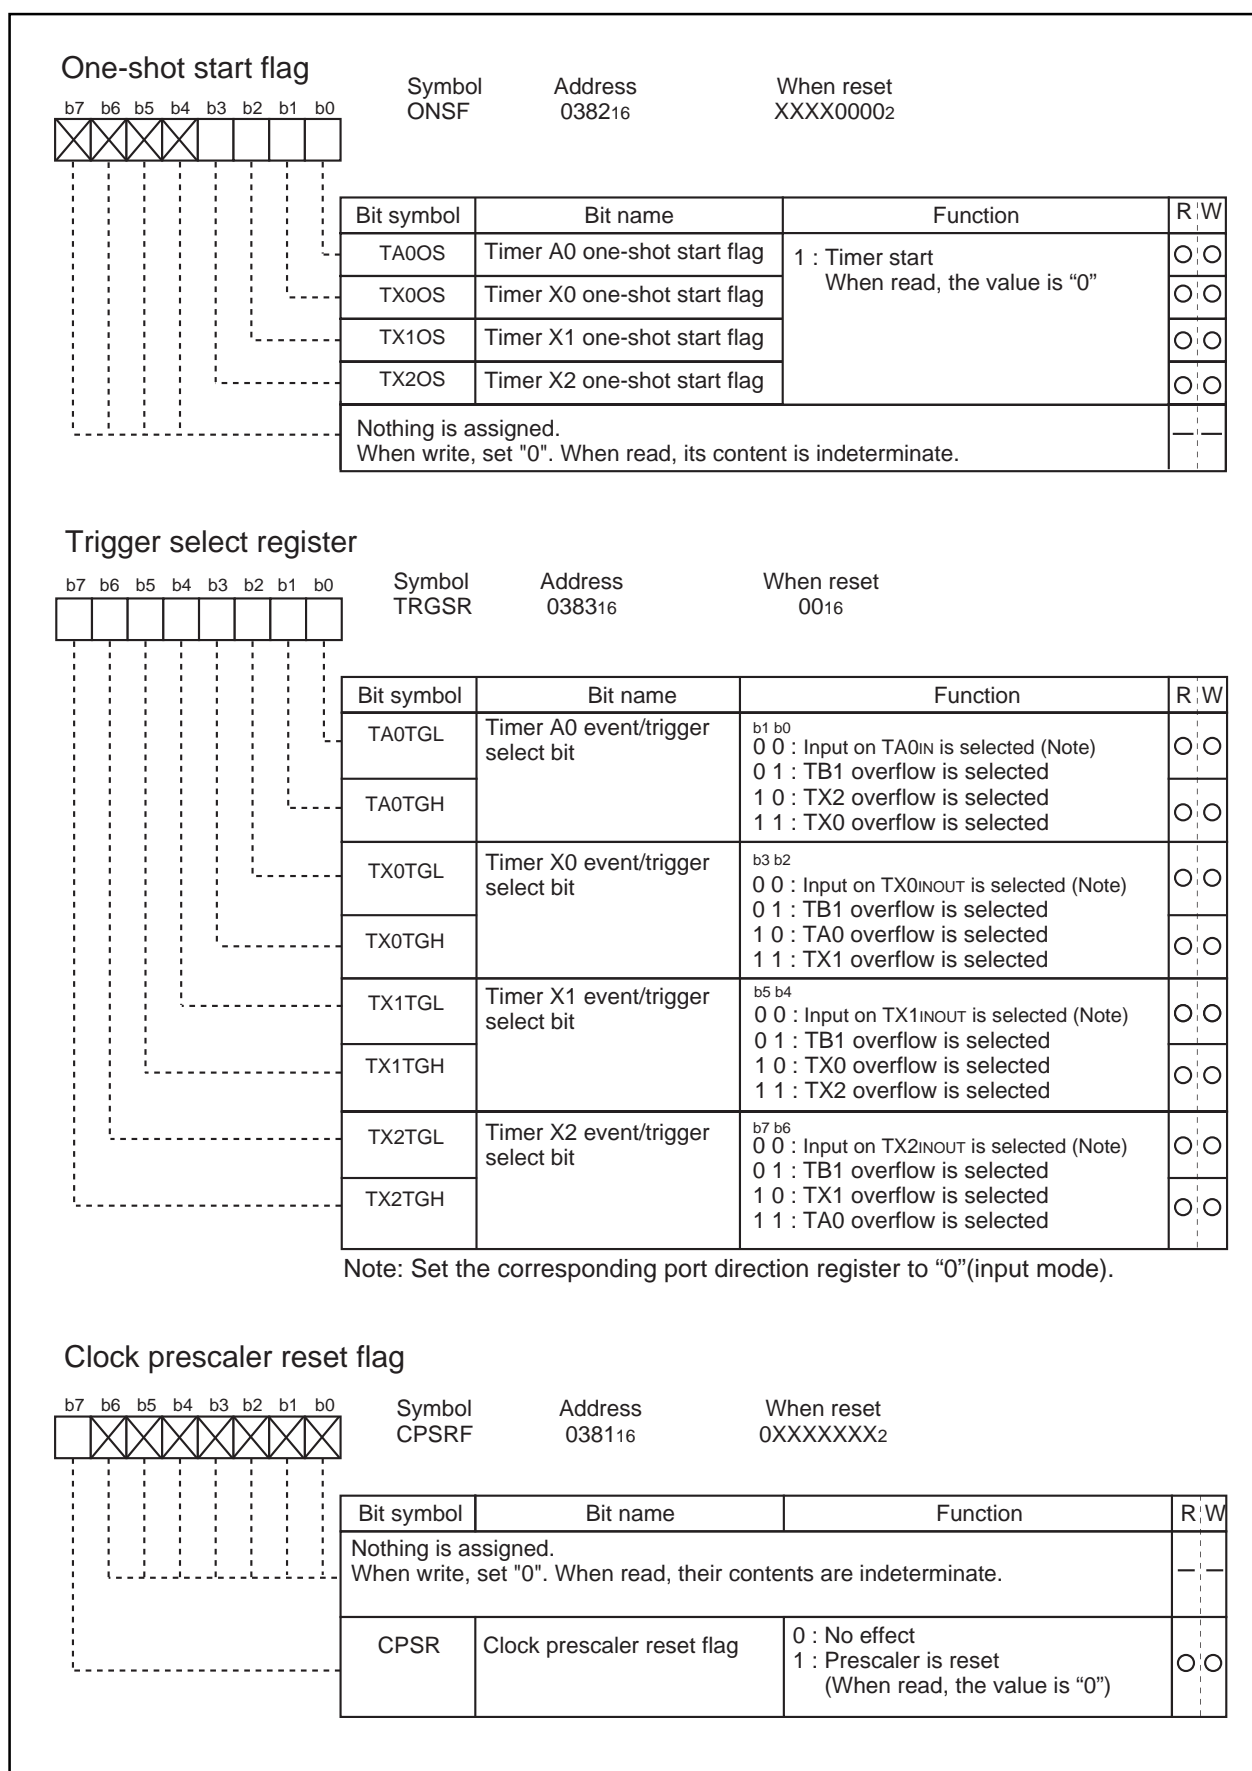 One-shot start flag
Symbol Address When reset
ONSF 038216 XXXX00002
b7 b6 b5 b4 b3 b2 b1 b0
Bit symbol Bit name Function R W
TA0OS Timer A0 one-shot start flag 1 : Timer start
When read, the value is “0”
TX0OS Timer X0 one-shot start flag
TX1OS Timer X1 one-shot start flag
TX2OS Timer X2 one-shot start flag
Nothing is assigned.
When write, set "0". When read, its content is indeterminate.
Trigger select register
b7 b6 b5 b4 b3 b2 b1 b0
Symbol Address When reset
TRGSR 038316 0016
Bit symbol Bit name Function R W
TA0TGL Timer A0 event/trigger
select bit
b1 b0
0 0 : Input on TA0IN is selected (Note)
0 1 : TB1 overflow is selected
TA0TGH 1 0 : TX2 overflow is selected
1 1 : TX0 overflow is selected
TX0TGL Timer X0 event/trigger
select bit
b3 b2
0 0 : Input on TX0INOUT is selected (Note)
0 1 : TB1 overflow is selected
TX0TGH 1 0 : TA0 overflow is selected
1 1 : TX1 overflow is selected
TX1TGL Timer X1 event/trigger
select bit
b5 b4
0 0 : Input on TX1INOUT is selected (Note)
0 1 : TB1 overflow is selected
TX1TGH 1 0 : TX0 overflow is selected
1 1 : TX2 overflow is selected
TX2TGL Timer X2 event/trigger
select bit
b7 b6
0 0 : Input on TX2INOUT is selected (Note)
0 1 : TB1 overflow is selected
TX2TGH 1 0 : TX1 overflow is selected
1 1 : TA0 overflow is selected
Note: Set the corresponding port direction register to “0”(input mode).
Clock prescaler reset flag
b7 b6 b5 b4 b3 b2 b1 b0
Symbol Address When reset
CPSRF 038116 0XXXXXXX2
Bit symbol Bit name Function R W
Nothing is assigned.
When write, set "0". When read, their contents are indeterminate.
CPSR Clock prescaler reset flag 0 : No effect
1 : Prescaler is reset
(When read, the value is “0”)